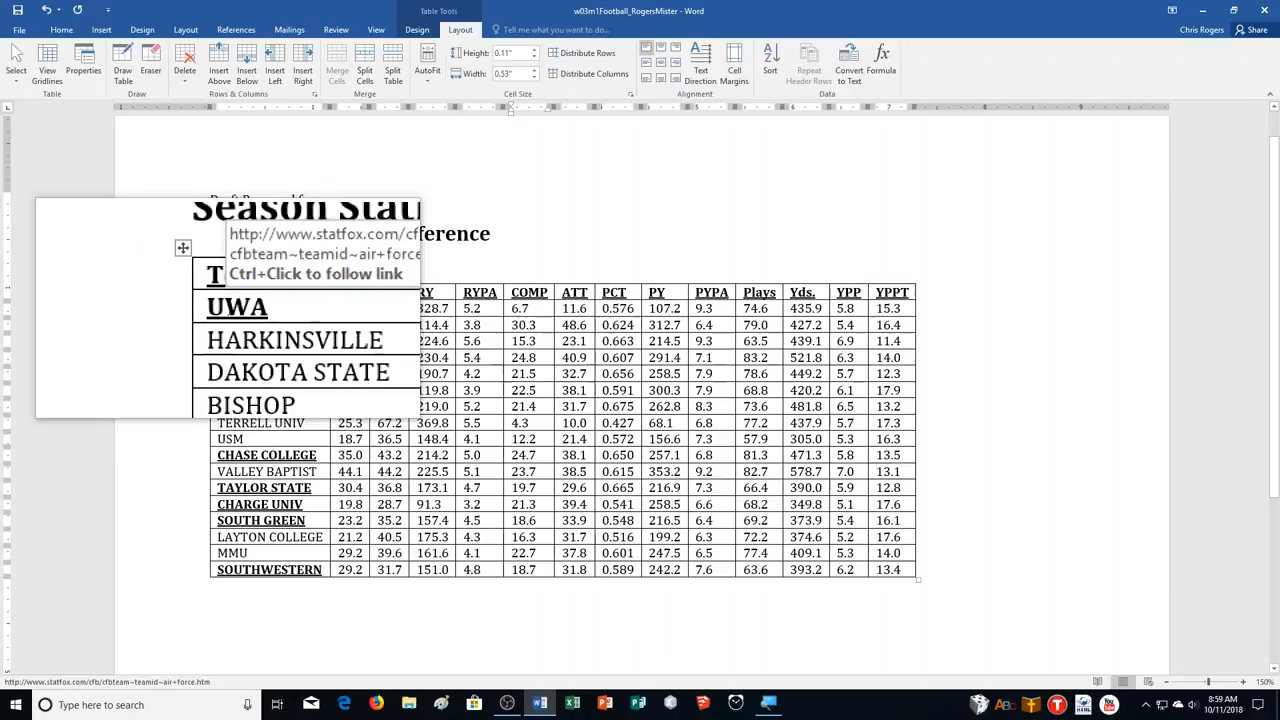 Table Tools
w03m1Football_RogersMister - Word
File Home Insert Design Layout References Mailings Review View Design Layout Tell me what you want to do... Chris Rogers Share
Height: 0.11" Distribute Rows
Width: 0.53" Distribute Columns
Select View Gridlines Properties Draw Table Eraser Delete Insert Above Insert Below Insert Left Insert Right Merge Cells Split Cells Split Table AutoFit Text Direction Cell Margins Sort Repeat Header Rows Convert to Text Formula
Table Draw Rows & Columns Merge Cell Size Alignment Data
Season Stat
http://www.statfox.com/cf
cfbteam~teamid~air+force
Ctrl+Click to follow link
ference
T
UWA
HARKINSVILLE
DAKOTA STATE
BISHOP
RY RYPA COMP ATT PCT PY PYPA Plays Yds. YPP YPPT
328.7 5.2 6.7 11.6 0.576 107.2 9.3 74.6 435.9 5.8 15.3
114.4 3.8 30.3 48.6 0.624 312.7 6.4 79.0 427.2 5.4 16.4
224.6 5.6 15.3 23.1 0.663 214.5 9.3 63.5 439.1 6.9 11.4
230.4 5.4 24.8 40.9 0.607 291.4 7.1 83.2 521.8 6.3 14.0
190.7 4.2 21.5 32.7 0.656 258.5 7.9 78.6 449.2 5.7 12.3
119.8 3.9 22.5 38.1 0.591 300.3 7.9 68.8 420.2 6.1 17.9
219.0 5.2 21.4 31.7 0.675 262.8 8.3 73.6 481.8 6.5 13.2
TERRELL UNIV 25.3 67.2 369.8 5.5 4.3 10.0 0.427 68.1 6.8 77.2 437.9 5.7 17.3
USM 18.7 36.5 148.4 4.1 12.2 21.4 0.572 156.6 7.3 57.9 305.0 5.3 16.3
CHASE COLLEGE 35.0 43.2 214.2 5.0 24.7 38.1 0.650 257.1 6.8 81.3 471.3 5.8 13.5
VALLEY BAPTIST 44.1 44.2 225.5 5.1 23.7 38.5 0.615 353.2 9.2 82.7 578.7 7.0 13.1
TAYLOR STATE 30.4 36.8 173.1 4.7 19.7 29.6 0.665 216.9 7.3 66.4 390.0 5.9 12.8
CHARGE UNIV 19.8 28.7 91.3 3.2 21.3 39.4 0.541 258.5 6.6 68.2 349.8 5.1 17.6
SOUTH GREEN 23.2 35.2 157.4 4.5 18.6 33.9 0.548 216.5 6.4 69.2 373.9 5.4 16.1
LAYTON COLLEGE 21.2 40.5 175.3 4.3 16.3 31.7 0.516 199.2 6.3 72.2 374.6 5.2 17.6
MMU 29.2 39.6 161.6 4.1 22.7 37.8 0.601 247.5 6.5 77.4 409.1 5.3 14.0
SOUTHWESTERN 29.2 31.7 151.0 4.8 18.7 31.8 0.589 242.2 7.6 63.6 393.2 6.2 13.4
http://www.statfox.com/cfb/cfbteam~teamid~air+force.htm
150%
Type here to search
8:59 AM
10/11/2018